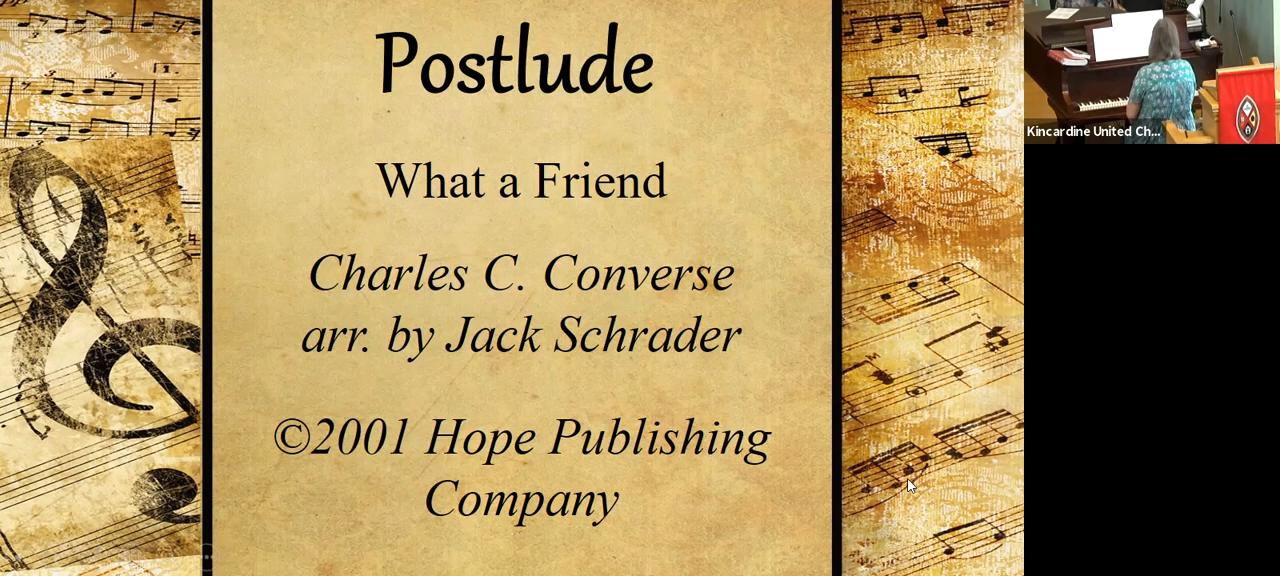 Postlude
What a Friend
Charles C. Converse
arr. by Jack Schrader
©2001 Hope Publishing
Company
Kincardine United Ch...